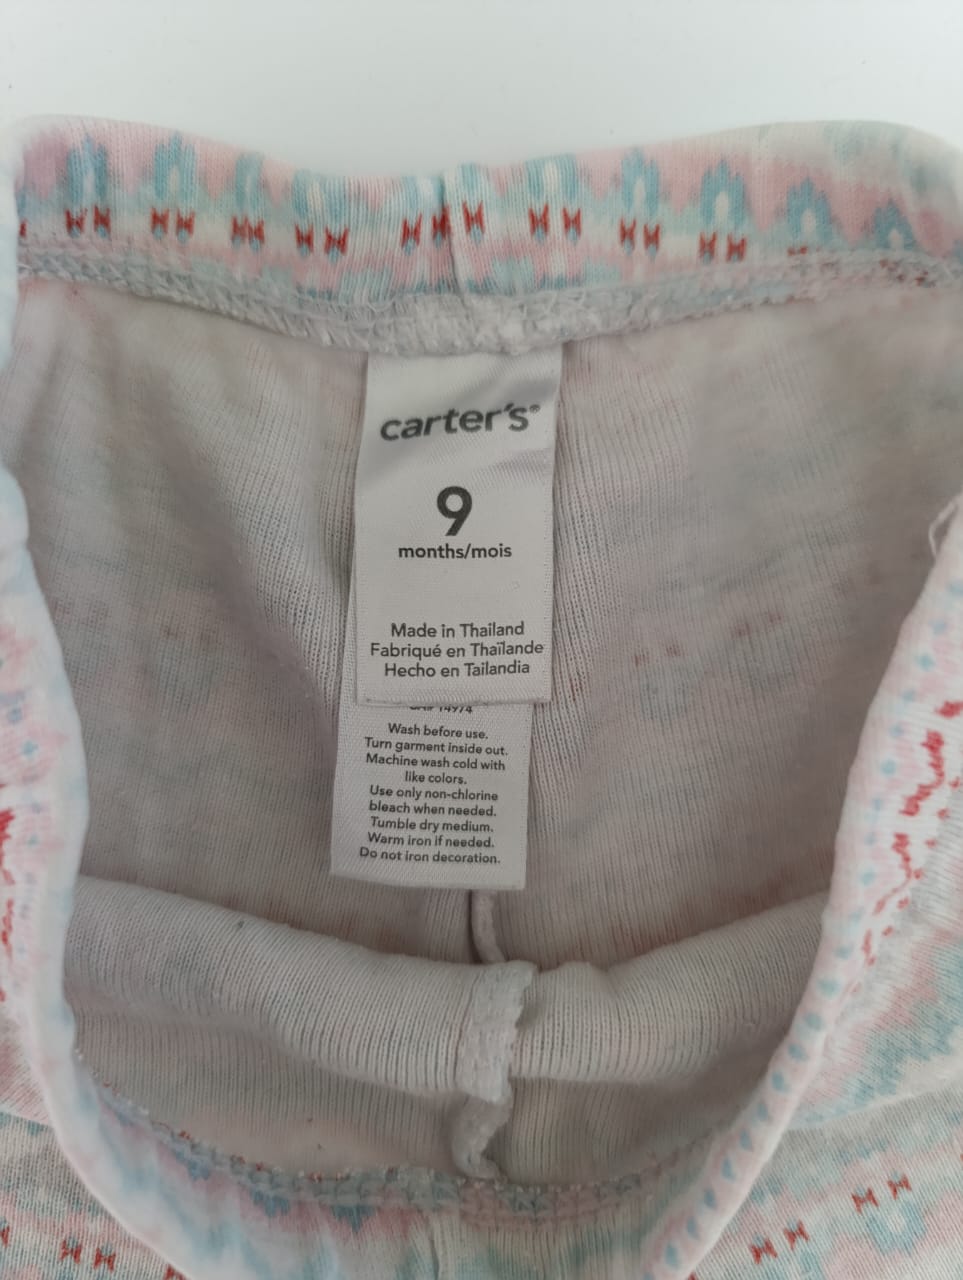 carter's®
9
months/mois
Made in Thailand
Fabriqué en Thaïlande
Hecho en Tailandia
Wash before use.
Turn garment inside out.
Machine wash cold with
like colors.
Use only non-chlorine
bleach when needed.
Tumble dry medium.
Warm iron if needed.
Do not iron decoration.